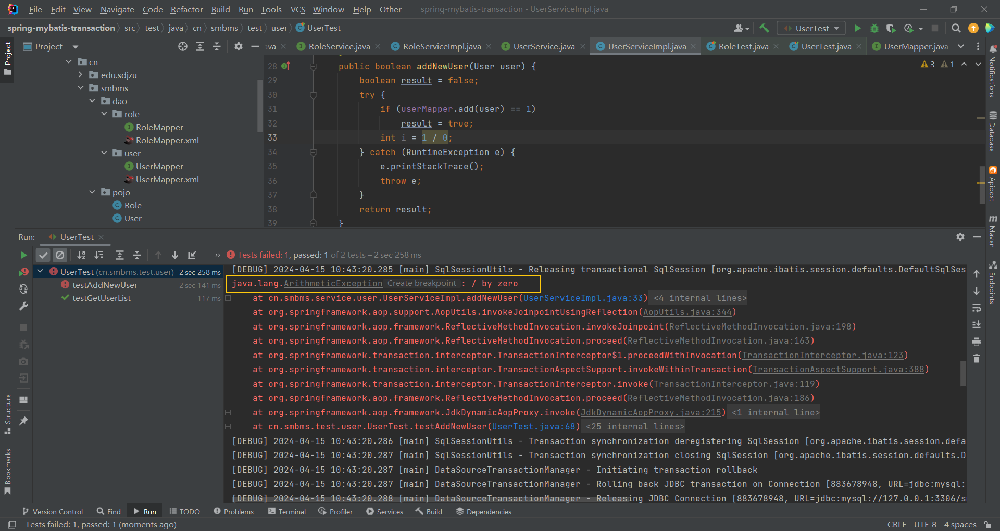 File Edit View Navigate Code Refactor Build Run Tools VCS Window Help Other spring-mybatis-transaction - UserServiceImpl.java
spring-mybatis-transaction src test java cn smbms test user UserTest
UserTest
Project
ava RoleService.java RoleServiceImpl.java UserService.java UserServiceImpl.java RoleTest.java UserTest.java UserMapper.java
Project
cn
edu.sdjzu
smbms
dao
role
RoleMapper
RoleMapper.xml
user
UserMapper
UserMapper.xml
pojo
Role
User
3 1
28 public boolean addNewUser(User user) {
29 boolean result = false;
30 try {
31 if (userMapper.add(user) == 1)
32 result = true;
33 int i = 1 / 0;
34 } catch (RuntimeException e) {
35 e.printStackTrace();
36 throw e;
37 }
38 return result;
39 }
Notifications
Database
Apipost
Maven
Endpoints
Run: UserTest
» Tests failed: 1, passed: 1 of 2 tests – 2 sec 258 ms
UserTest (cn.smbms.test.user) 2 sec 258 ms
testAddNewUser 2 sec 141 ms
testGetUserList 117 ms
[DEBUG] 2024-04-15 10:43:20.285 [main] SqlSessionUtils - Releasing transactional SqlSession [org.apache.ibatis.session.defaults.DefaultSqlSes
java.lang.ArithmeticException Create breakpoint : / by zero
at cn.smbms.service.user.UserServiceImpl.addNewUser(UserServiceImpl.java:33) <4 internal lines>
at org.springframework.aop.support.AopUtils.invokeJoinpointUsingReflection(AopUtils.java:344)
at org.springframework.aop.framework.ReflectiveMethodInvocation.invokeJoinpoint(ReflectiveMethodInvocation.java:198)
at org.springframework.aop.framework.ReflectiveMethodInvocation.proceed(ReflectiveMethodInvocation.java:163)
at org.springframework.transaction.interceptor.TransactionInterceptor$1.proceedWithInvocation(TransactionInterceptor.java:123)
at org.springframework.transaction.interceptor.TransactionAspectSupport.invokeWithinTransaction(TransactionAspectSupport.java:388)
at org.springframework.transaction.interceptor.TransactionInterceptor.invoke(TransactionInterceptor.java:119)
at org.springframework.aop.framework.ReflectiveMethodInvocation.proceed(ReflectiveMethodInvocation.java:186)
at org.springframework.aop.framework.JdkDynamicAopProxy.invoke(JdkDynamicAopProxy.java:215) <1 internal line>
at cn.smbms.test.user.UserTest.testAddNewUser(UserTest.java:68) <25 internal lines>
[DEBUG] 2024-04-15 10:43:20.286 [main] SqlSessionUtils - Transaction synchronization deregistering SqlSession [org.apache.ibatis.session.defa
[DEBUG] 2024-04-15 10:43:20.287 [main] SqlSessionUtils - Transaction synchronization closing SqlSession [org.apache.ibatis.session.defaults.D
[DEBUG] 2024-04-15 10:43:20.287 [main] DataSourceTransactionManager - Initiating transaction rollback
[DEBUG] 2024-04-15 10:43:20.287 [main] DataSourceTransactionManager - Rolling back JDBC transaction on Connection [883678948, URL=jdbc:mysql:
[DEBUG] 2024-04-15 10:43:20.288 [main] DataSourceTransactionManager - Releasing JDBC Connection [883678948, URL=jdbc:mysql://127.0.0.1:3306/s
Structure
Bookmarks
Version Control Find Run TODO Problems Terminal Profiler Services Build Dependencies
Tests failed: 1, passed: 1 (moments ago) CRLF UTF-8 4 spaces